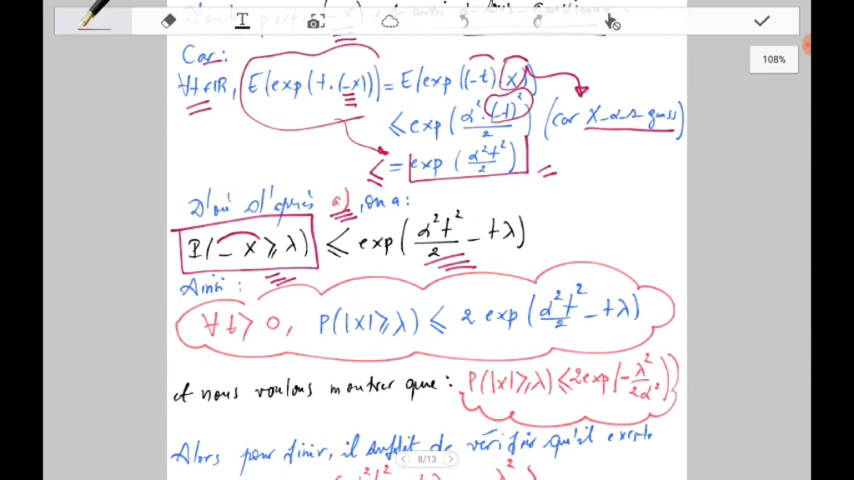 108%
Car:
∀t∈ℝ, E(exp(t.(-x))) = E(exp((-t).x))
≤ exp(α².(-t)²/2) (car X α-s-gauss)
≤ = exp(α²t²/2)
D'où d'après a), on a:
P(-x ≥ λ) ≤ exp(α²t²/2 - tλ)
Ainsi:
∀t > 0, P(|x| ≥ λ) ≤ 2 exp(α²t²/2 - tλ)
et nous voulons montrer que: P(|x| ≥ λ) ≤ 2exp(-λ²/2α²)
Alors pour finir, il suffit de vérifier qu'il existe
8/13